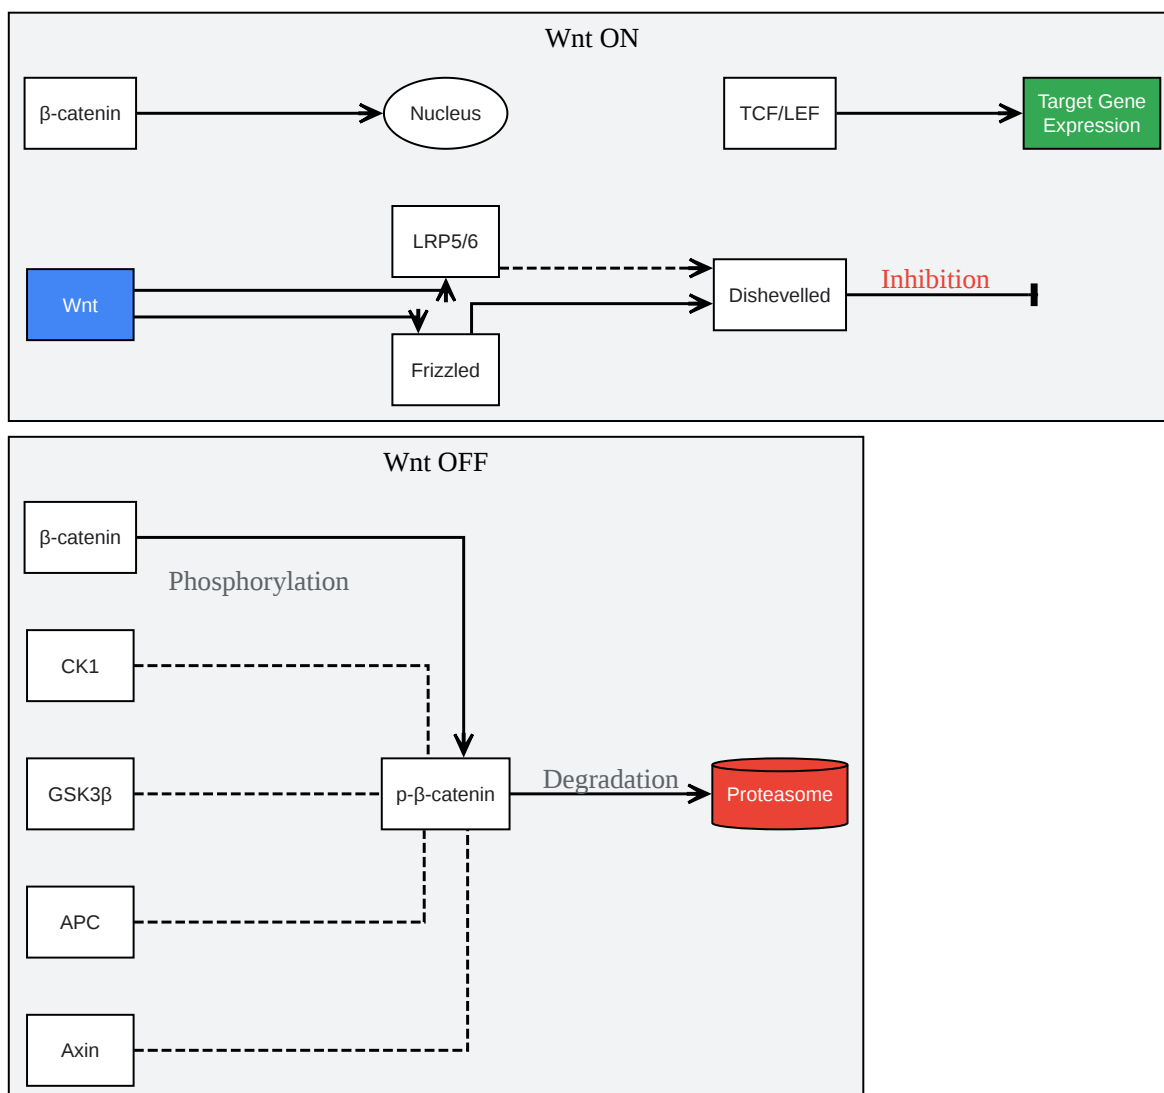 Wnt ON
β-catenin
Nucleus
TCF/LEF
Target Gene
Expression
LRP5/6
Wnt
Dishevelled
Inhibition
Frizzled
Wnt OFF
β-catenin
Phosphorylation
CK1
GSK3β
p-β-catenin
Degradation
Proteasome
APC
Axin